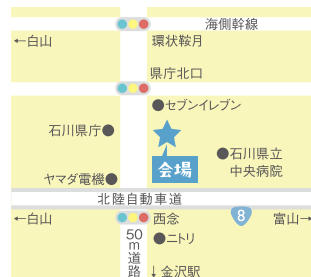 海側幹線
←白山
環状鞍月
県庁北口
セブンイレブン
石川県庁
会場
石川県立
中央病院
ヤマダ電機
北陸自動車道
←白山
西念
8
富山→
50m道路
ニトリ
↓金沢駅